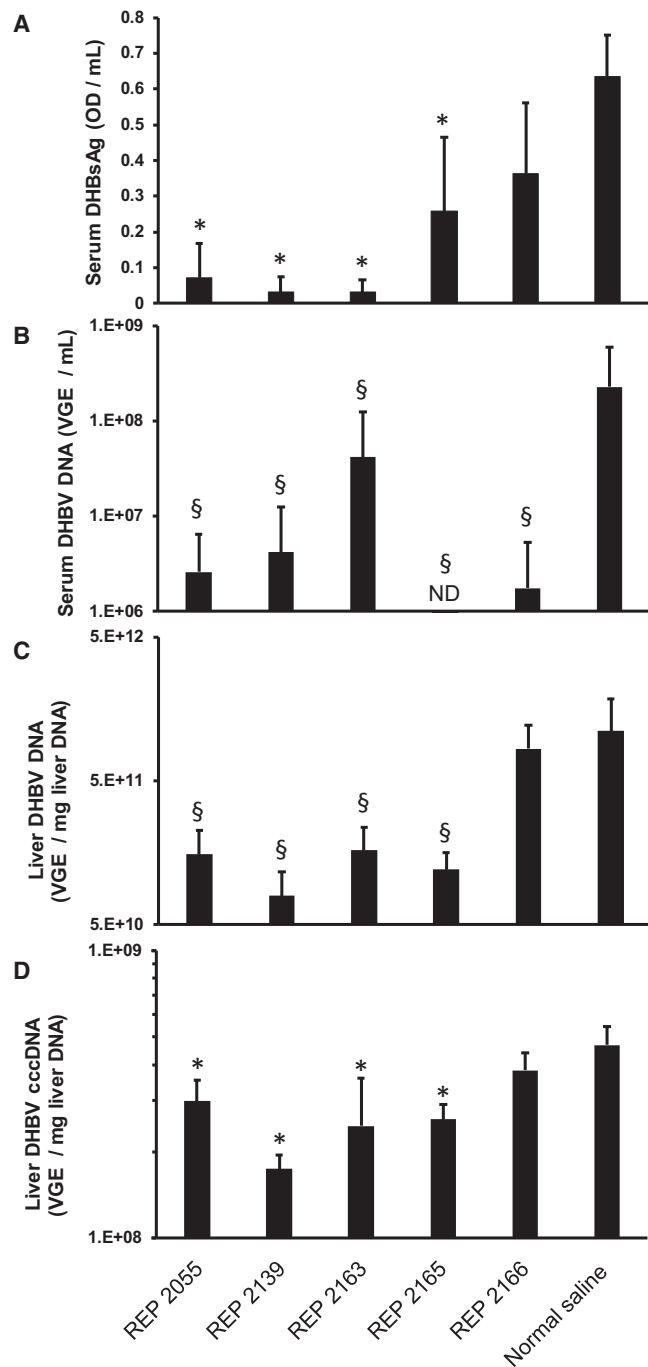 A
Serum DHBsAg (OD / mL)
0.8
0.7
0.6
0.5
0.4
0.3
0.2
0.1
0
*
*
*
*
B
Serum DHBV DNA (VGE / mL)
1.E+09
1.E+08
1.E+07
1.E+06
§
§
§
§
ND
§
C
Liver DHBV DNA
(VGE / mg liver DNA)
5.E+12
5.E+11
5.E+10
§
§
§
§
D
Liver DHBV cccDNA
(VGE / mg liver DNA)
1.E+09
1.E+08
*
*
*
*
REP 2055
REP 2139
REP 2163
REP 2165
REP 2166
Normal saline